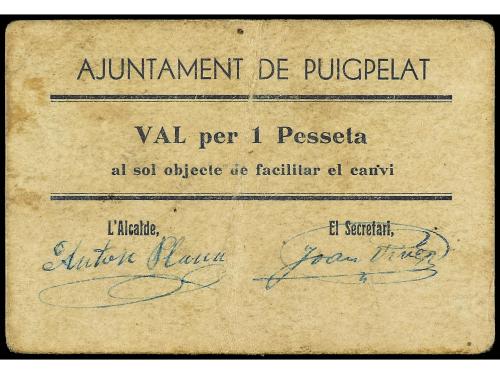 AJUNTAMENT DE PUIGPELAT
VAL per 1 Pesseta
al sol objecte de facilitar el canvi
L'Alcalde, El Secretari,
Anton Plana Joan